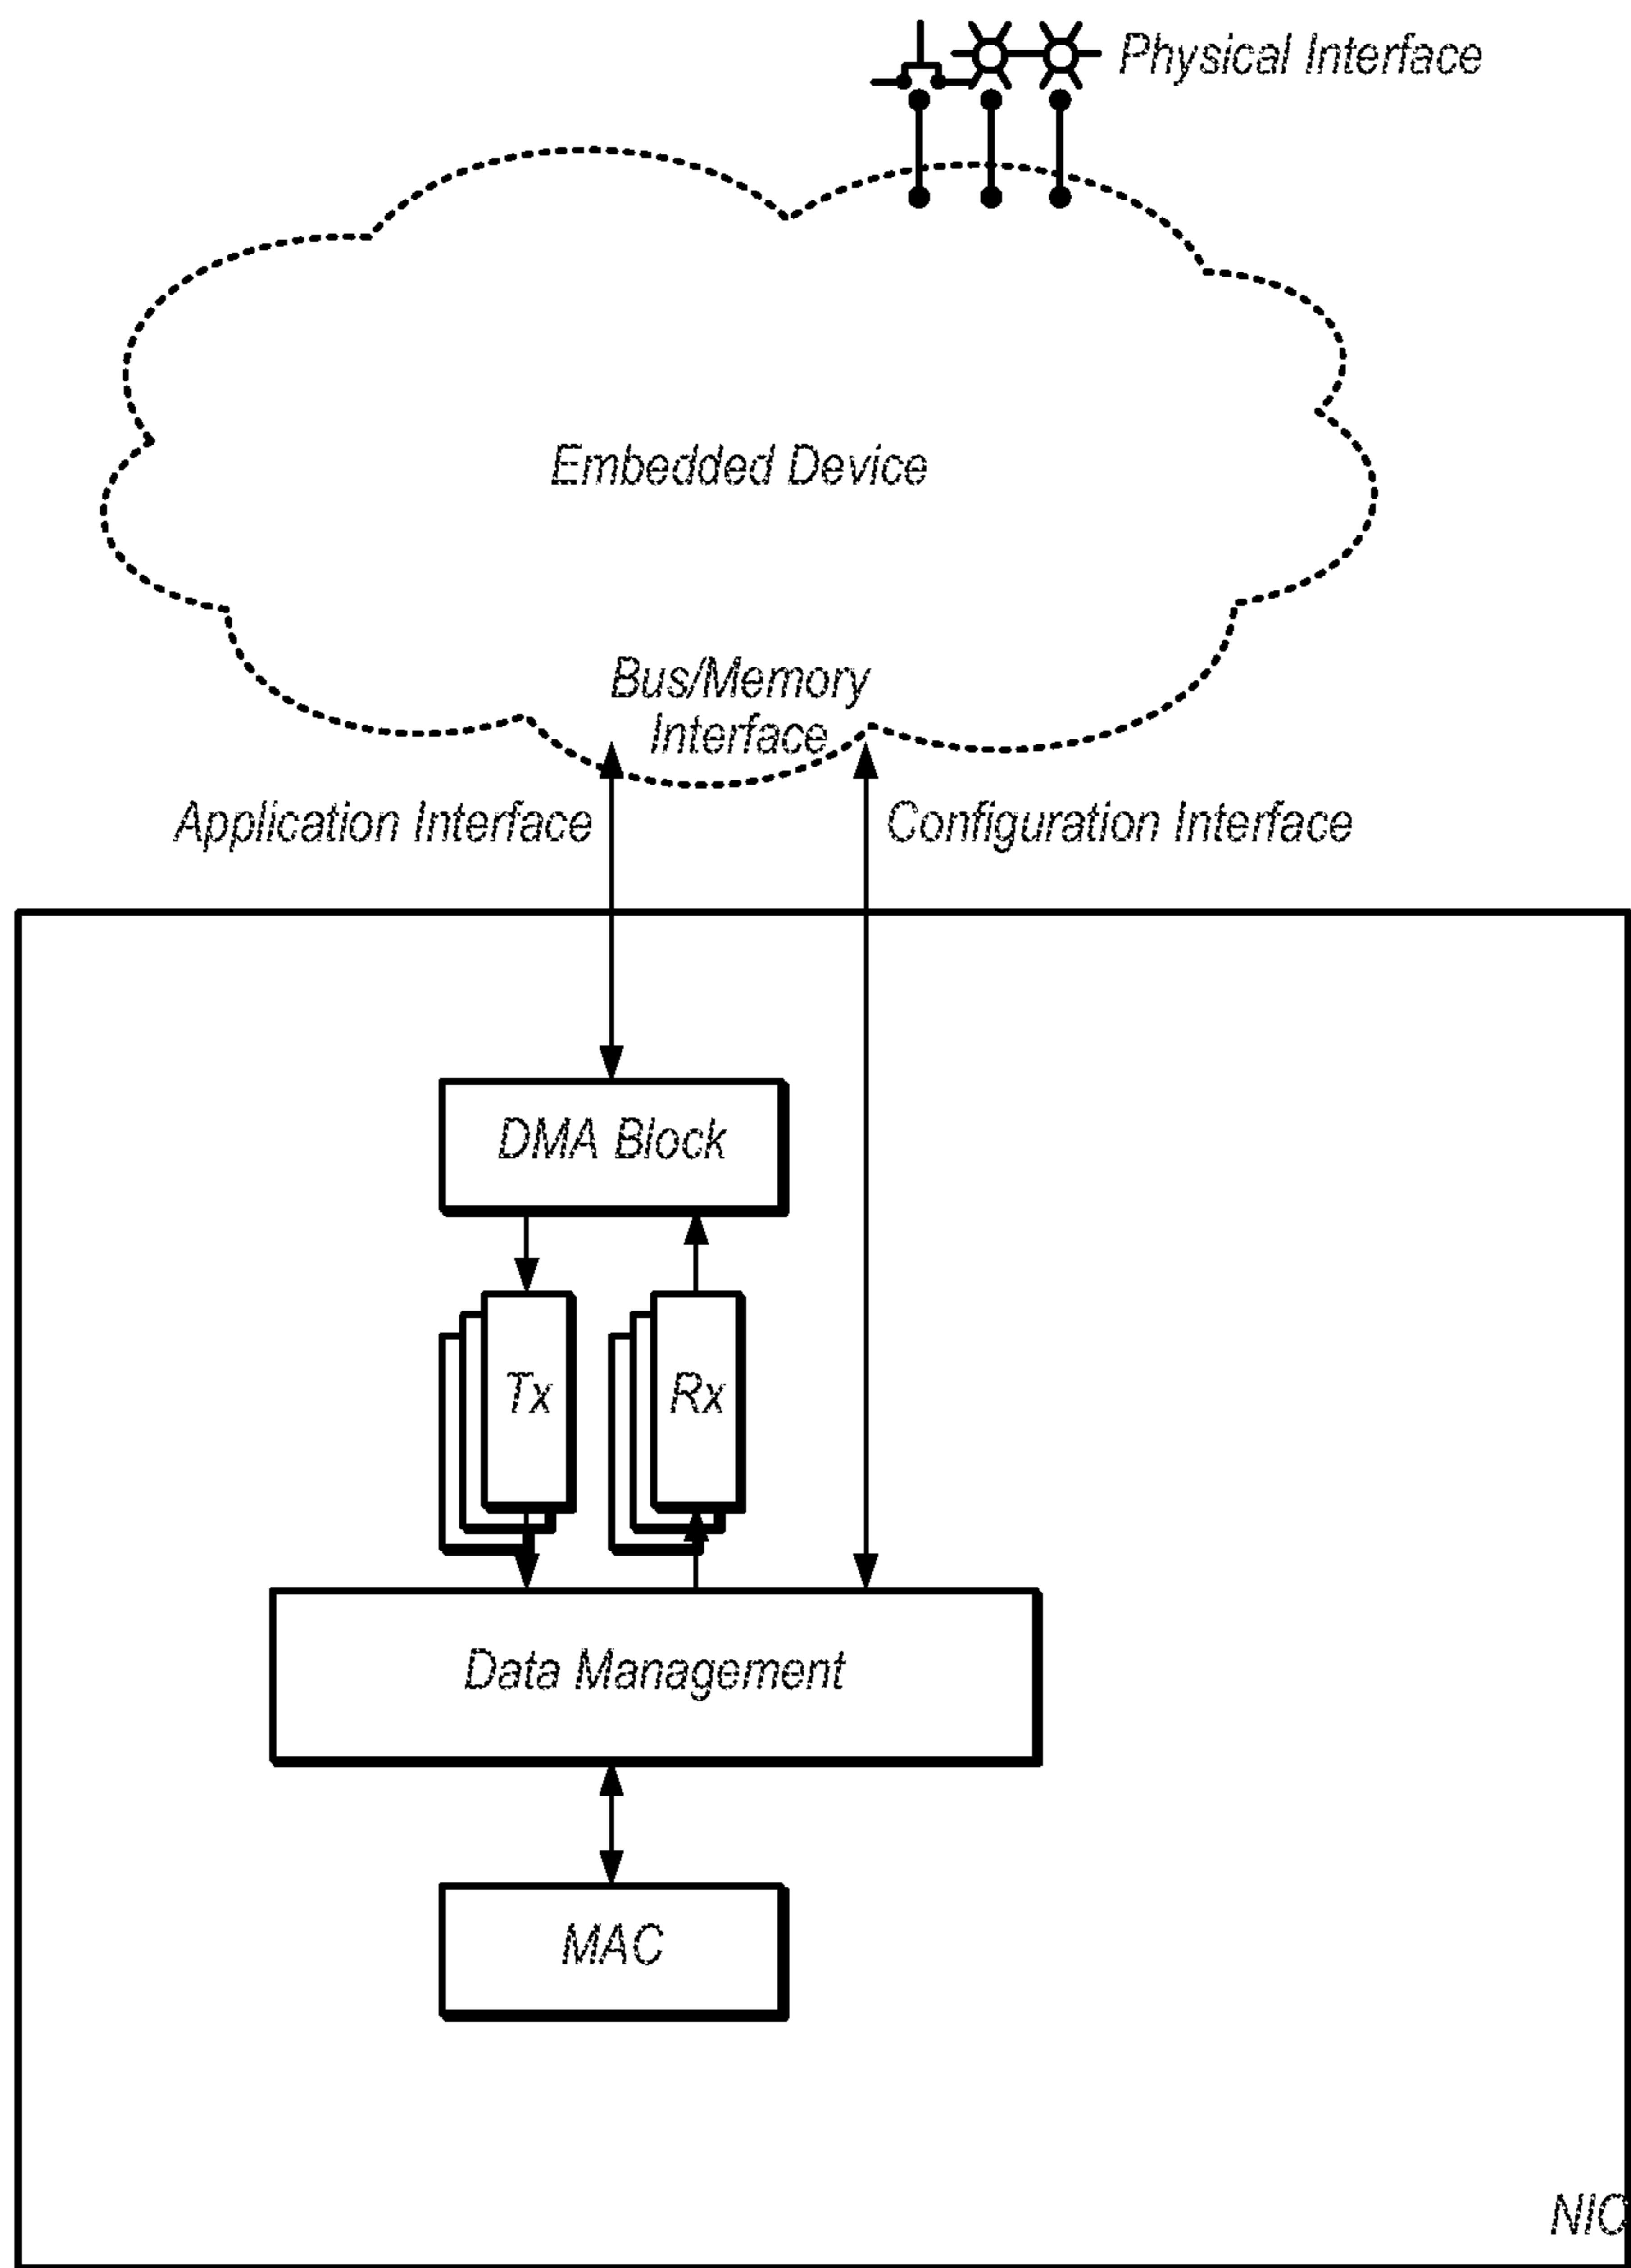 Physical Interface
Embedded Device
Bus/Memory
Interface
Application Interface
Configuration Interface
DMA Block
Tx
Rx
Data Management
MAC
NIC